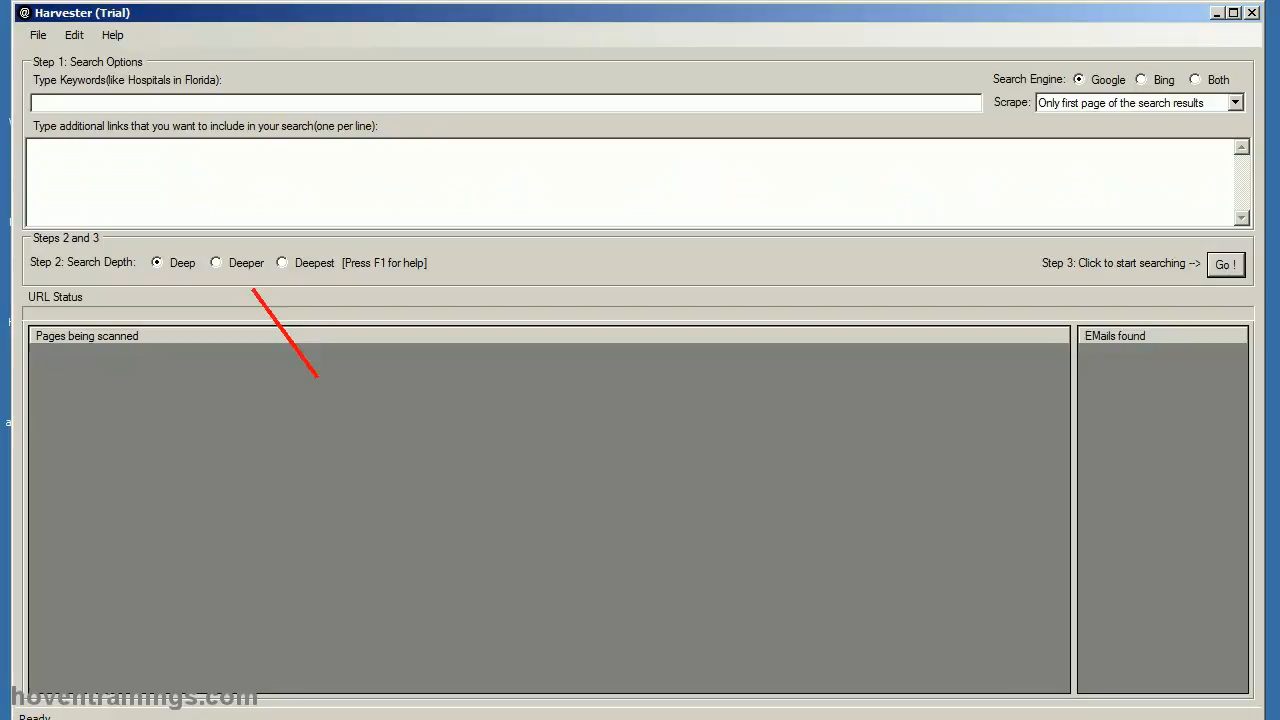 @ Harvester (Trial)
File Edit Help
Step 1: Search Options
Type Keywords(like Hospitals in Florida):
Search Engine: Google Bing Both
Scrape: Only first page of the search results
Type additional links that you want to include in your search(one per line):
Steps 2 and 3
Step 2: Search Depth: Deep Deeper Deepest [Press F1 for help]
Step 3: Click to start searching --> Go !
URL Status
Pages being scanned
EMails found
hoventrainings.com
Ready